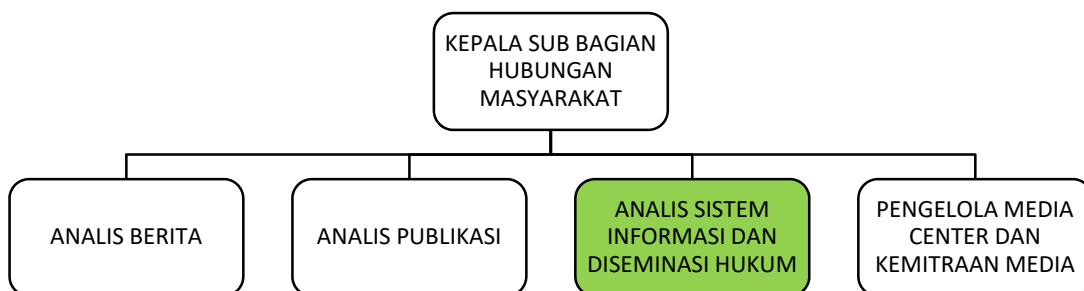 KEPALA SUB BAGIAN
HUBUNGAN
MASYARAKAT
ANALIS BERITA
ANALIS PUBLIKASI
ANALIS SISTEM
INFORMASI DAN
DISEMINASI HUKUM
PENGELOLA MEDIA
CENTER DAN
KEMITRAAN MEDIA